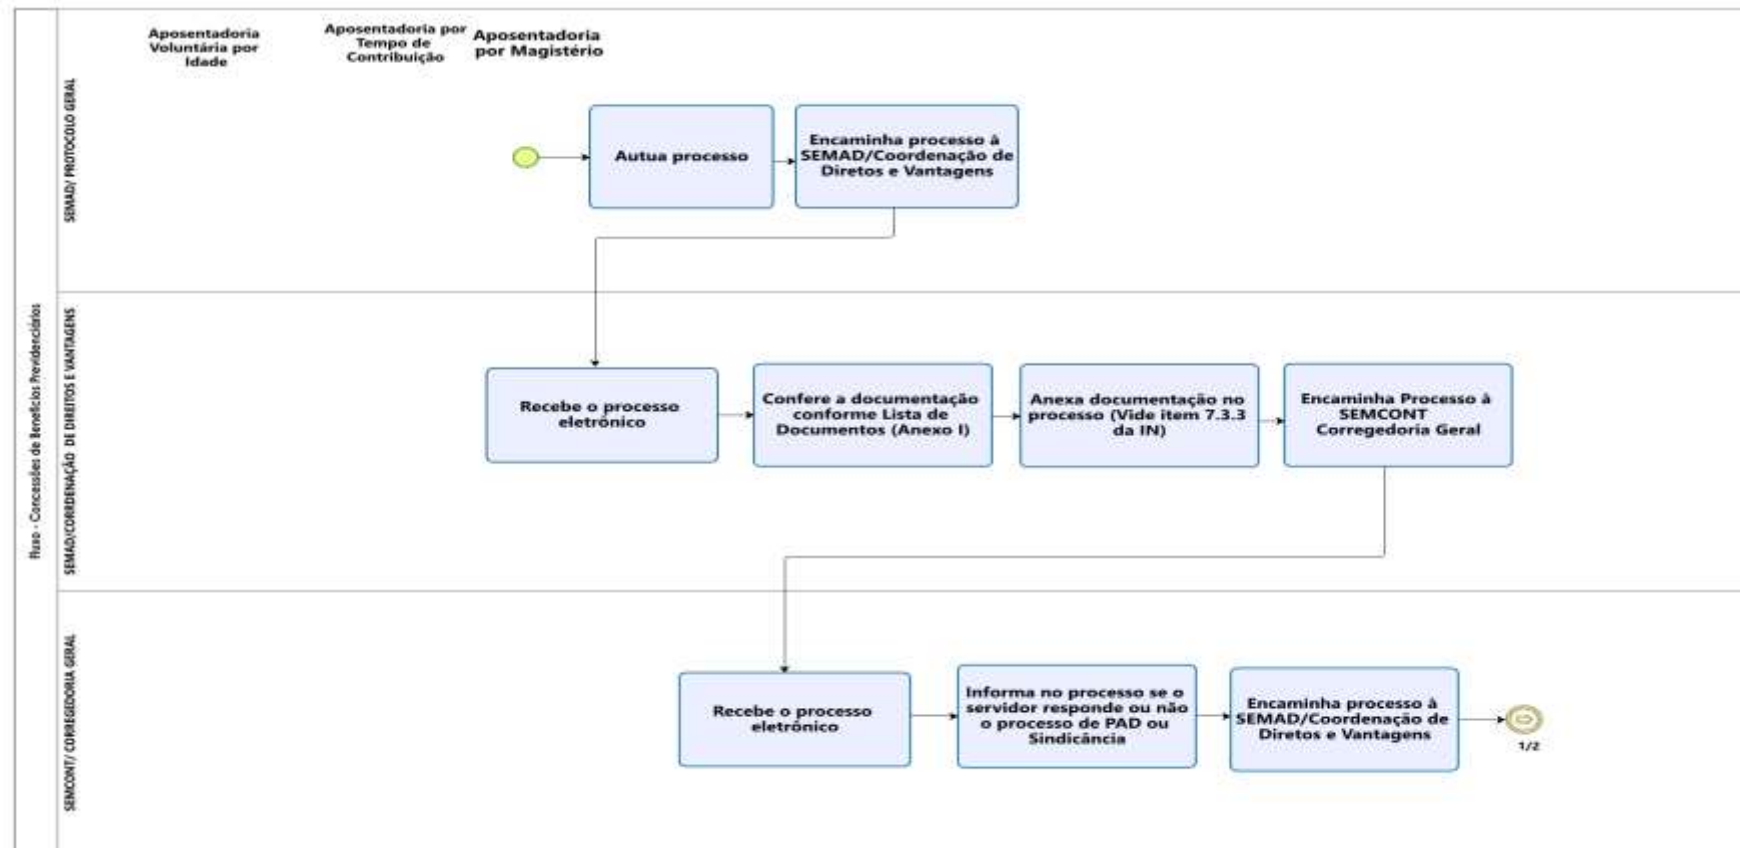 Fluxo - Concessões de Benefícios Previdenciários
SEMAD/ PROTOCOLO GERAL
Aposentadoria
Voluntária por
Idade
Aposentadoria por
Tempo de
Contribuição
Aposentadoria
por Magistério
Autua processo
Encaminha processo à
SEMAD/Coordenação de
Diretos e Vantagens
SEMAD/CORRDENAÇÃO DE DIREITOS E VANTAGENS
Recebe o processo
eletrônico
Confere a documentação
conforme Lista de
Documentos (Anexo I)
Anexa documentação no
processo (Vide item 7.3.3
da IN)
Encaminha Processo à
SEMCONT
Corregedoria Geral
SEMCONT/ CORREGEDORIA GERAL
Recebe o processo
eletrônico
Informa no processo se o
servidor responde ou não
o processo de PAD ou
Sindicância
Encaminha processo à
SEMAD/Coordenação de
Diretos e Vantagens
1/2